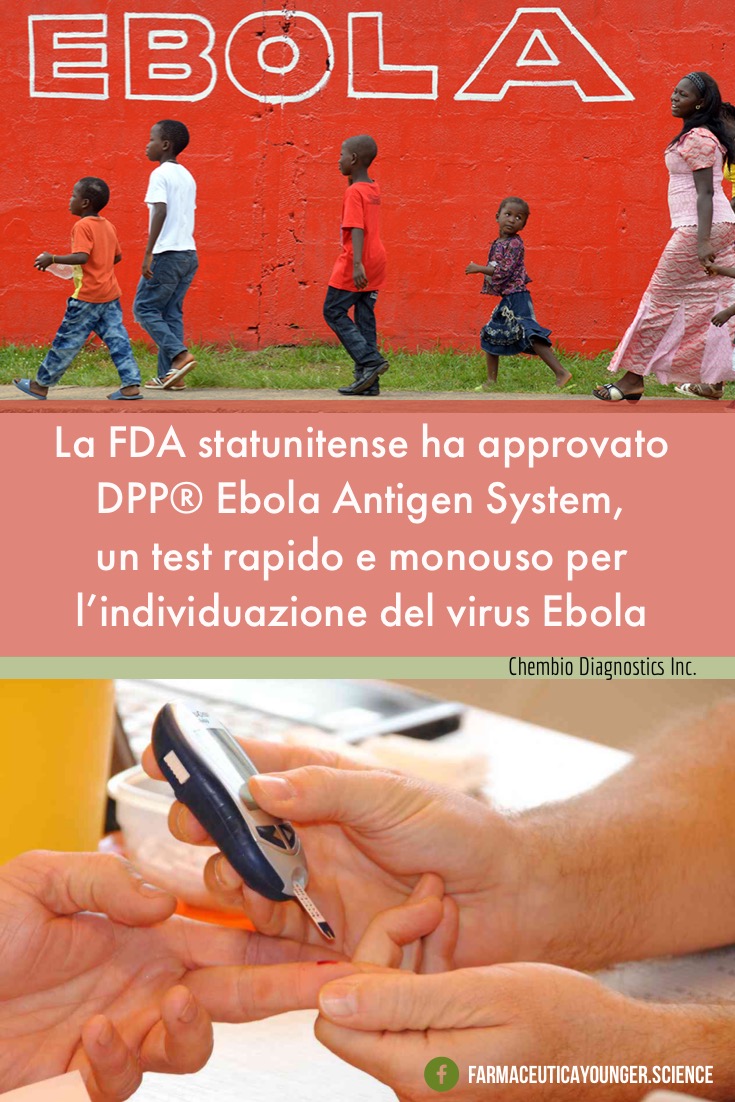 EBOLA
La FDA statunitense ha approvato
DPP® Ebola Antigen System,
un test rapido e monouso per
l’individuazione del virus Ebola
Chembio Diagnostics Inc.
f FARMACEUTICAYOUNGER.SCIENCE